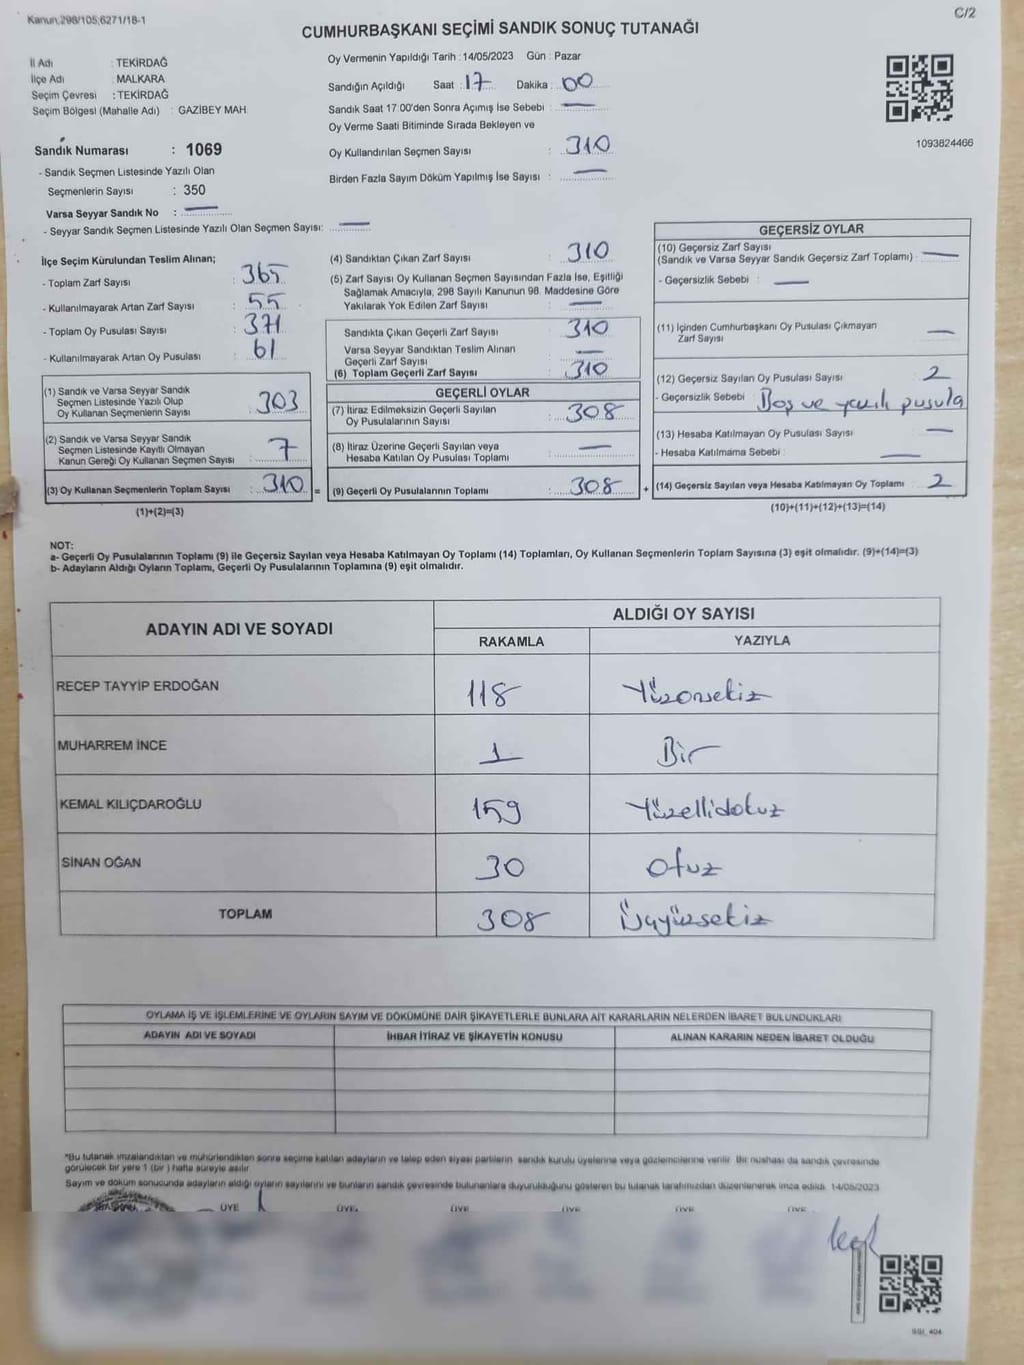 Kanun,298/105,6271/18-1
C/2
CUMHURBAŞKANI SEÇİMİ SANDIK SONUÇ TUTANAĞI
İl Adı : TEKİRDAĞ
İlçe Adı : MALKARA
Seçim Çevresi : TEKİRDAĞ
Seçim Bölgesi (Mahalle Adı) : GAZİBEY MAH.
Oy Vermenin Yapıldığı Tarih : 14/05/2023 Gün : Pazar
Sandığın Açıldığı Saat : 17 Dakika : 00
Sandık Saat 17.00'den Sonra Açımış İse Sebebi : —
Oy Verme Saati Bitiminde Sırada Bekleyen ve
Oy Kullandırılan Seçmen Sayısı : 310
Birden Fazla Sayım Döküm Yapılmış İse Sayısı : —
1093824466
Sandık Numarası : 1069
- Sandık Seçmen Listesinde Yazılı Olan
Seçmenlerin Sayısı : 350
Varsa Seyyar Sandık No : —
- Seyyar Sandık Seçmen Listesinde Yazılı Olan Seçmen Sayısı: —
İlçe Seçim Kurulundan Teslim Alınan;
- Toplam Zarf Sayısı : 365
- Kullanılmayarak Artan Zarf Sayısı : 55
- Toplam Oy Pusulası Sayısı : 371
- Kullanılmayarak Artan Oy Pusulası : 61
(1) Sandık ve Varsa Seyyar Sandık
Seçmen Listesinde Yazılı Olup
Oy Kullanan Seçmenlerin Sayısı : 303
(2) Sandık ve Varsa Seyyar Sandık
Seçmen Listesinde Kayıtlı Olmayan
Kanun Gereği Oy Kullanan Seçmen Sayısı : 7
(3) Oy Kullanan Seçmenlerin Toplam Sayısı : 310 =
(1)+(2)=(3)
(4) Sandıktan Çıkan Zarf Sayısı : 310
(5) Zarf Sayısı Oy Kullanan Seçmen Sayısından Fazla İse, Eşitliği
Sağlamak Amacıyla, 298 Sayılı Kanunun 98. Maddesine Göre
Yakılarak Yok Edilen Zarf Sayısı : —
Sandıkta Çıkan Geçerli Zarf Sayısı : 310
Varsa Seyyar Sandıktan Teslim Alınan
Geçerli Zarf Sayısı : —
(6) Toplam Geçerli Zarf Sayısı : 310
GEÇERLİ OYLAR
(7) İtiraz Edilmeksizin Geçerli Sayılan
Oy Pusulalarının Sayısı : 308
(8) İtiraz Üzerine Geçerli Sayılan veya
Hesaba Katılan Oy Pusulası Toplamı : —
(9) Geçerli Oy Pusulalarının Toplamı : 308 +
GEÇERSİZ OYLAR
(10) Geçersiz Zarf Sayısı
(Sandık ve Varsa Seyyar Sandık Geçersiz Zarf Toplamı) : —
- Geçersizlik Sebebi : —
(11) İçinden Cumhurbaşkanı Oy Pusulası Çıkmayan
Zarf Sayısı : —
(12) Geçersiz Sayılan Oy Pusulası Sayısı : 2
- Geçersizlik Sebebi : Boş ve yazılı pusula
(13) Hesaba Katılmayan Oy Pusulası Sayısı : —
- Hesaba Katılmama Sebebi : —
(14) Geçersiz Sayılan veya Hesaba Katılmayan Oy Toplamı : 2
(10)+(11)+(12)+(13)=(14)
NOT:
a- Geçerli Oy Pusulalarının Toplamı (9) ile Geçersiz Sayılan veya Hesaba Katılmayan Oy Toplamı (14) Toplamları, Oy Kullanan Seçmenlerin Toplam Sayısına (3) eşit olmalıdır. (9)+(14)=(3)
b- Adayların Aldığı Oyların Toplamı, Geçerli Oy Pusulalarının Toplamına (9) eşit olmalıdır.
ADAYIN ADI VE SOYADI
ALDIĞI OY SAYISI
RAKAMLA YAZIYLA
RECEP TAYYİP ERDOĞAN 118 Yüzonsekiz
MUHARREM İNCE 1 Bir
KEMAL KILIÇDAROĞLU 159 Yüzellidokuz
SİNAN OĞAN 30 Otuz
TOPLAM 308 Üçyüzsekiz
OYLAMA İŞ VE İŞLEMLERİNE VE OYLARIN SAYIM VE DÖKÜMÜNE DAİR ŞİKAYETLERLE BUNLARA AİT KARARLARIN NELERDEN İBARET BULUNDUKLARI
ADAYIN ADI VE SOYADI İHBAR İTİRAZ VE ŞİKAYETİN KONUSU ALINAN KARARIN NEDEN İBARET OLDUĞU
*Bu tutanak imzalandıktan ve mühürlendikten sonra seçime katılan adayların ve talep eden siyasi partilerin sandık kurulu üyelerine veya gözlemcilerine verilir. Bir nüshası da sandık çevresinde
görülecek bir yere 1 (bir ) hafta süreyle asılır.
Sayım ve döküm sonucunda adayların aldığı oyların sayılarını ve bunların sandık çevresinde bulunanlara duyurulduğunu gösteren bu tutanak tarafımızdan düzenlenerek imza edildi. 14/05/2023
ÜYE ÜYE ÜYE ÜYE ÜYE ÜYE